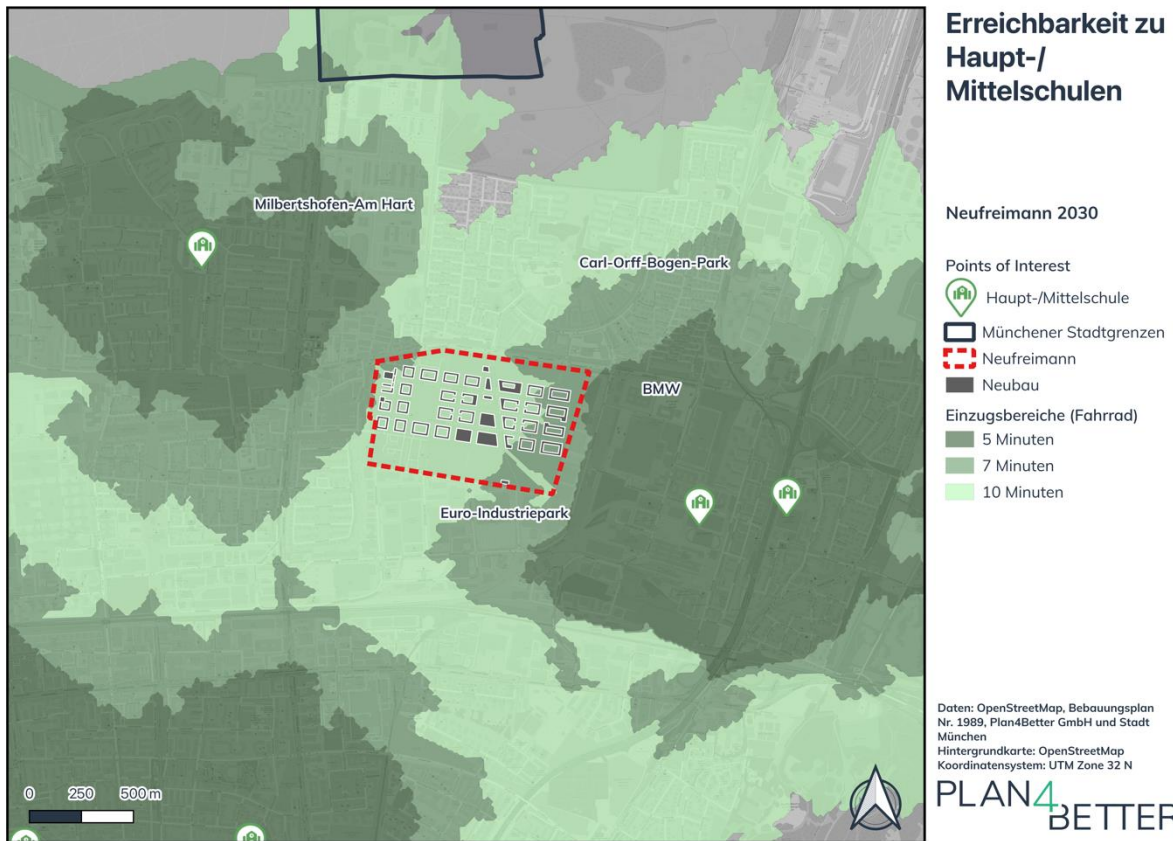 Erreichbarkeit zu
Haupt-/
Mittelschulen
Neufreimann 2030
Points of Interest
Haupt-/Mittelschule
Münchener Stadtgrenzen
Neufreimann
Neubau
Einzugsbereiche (Fahrrad)
5 Minuten
7 Minuten
10 Minuten
Milbertshofen-Am Hart
Carl-Orff-Bogen-Park
BMW
Euro-Industriepark
0 250 500 m
Daten: OpenStreetMap, Bebauungsplan
Nr. 1989, Plan4Better GmbH und Stadt
München
Hintergrundkarte: OpenStreetMap
Koordinatensystem: UTM Zone 32 N
PLAN4
BETTER